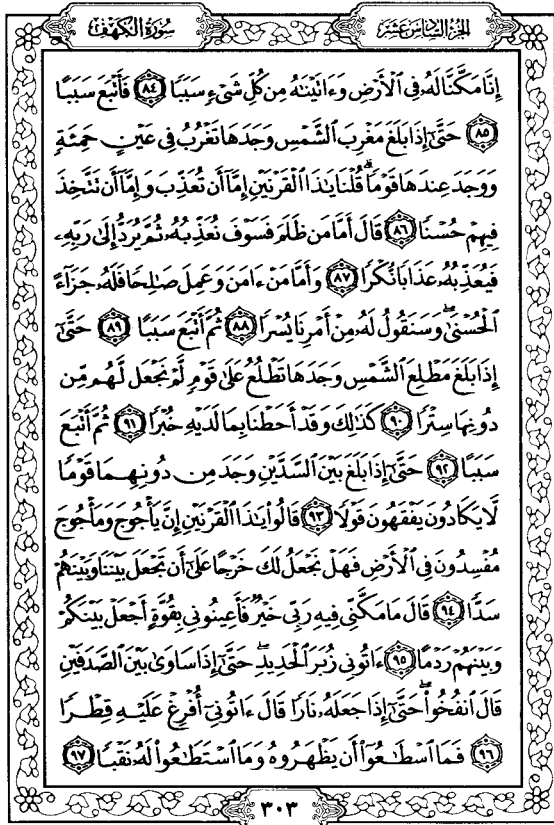 الجزء السادس عشر
سورة الكهف
إِنَّا مَكَّنَّا لَهُۥ فِى ٱلْأَرْضِ وَءَاتَيْنَٰهُ مِن كُلِّ شَىْءٍ سَبَبًا ٨٤ فَأَتْبَعَ سَبَبًا
٨٥ حَتَّىٰٓ إِذَا بَلَغَ مَغْرِبَ ٱلشَّمْسِ وَجَدَهَا تَغْرُبُ فِى عَيْنٍ حَمِئَةٍ
وَوَجَدَ عِندَهَا قَوْمًا ۗ قُلْنَا يَٰذَا ٱلْقَرْنَيْنِ إِمَّآ أَن تُعَذِّبَ وَإِمَّآ أَن تَتَّخِذَ
فِيهِمْ حُسْنًا ٨٦ قَالَ أَمَّا مَن ظَلَمَ فَسَوْفَ نُعَذِّبُهُۥ ثُمَّ يُرَدُّ إِلَىٰ رَبِّهِۦ
فَيُعَذِّبُهُۥ عَذَابًا نُّكْرًا ٨٧ وَأَمَّا مَنْ ءَامَنَ وَعَمِلَ صَٰلِحًا فَلَهُۥ جَزَآءً
ٱلْحُسْنَىٰ ۖ وَسَنَقُولُ لَهُۥ مِنْ أَمْرِنَا يُسْرًا ٨٨ ثُمَّ أَتْبَعَ سَبَبًا ٨٩ حَتَّىٰٓ
إِذَا بَلَغَ مَطْلِعَ ٱلشَّمْسِ وَجَدَهَا تَطْلُعُ عَلَىٰ قَوْمٍ لَّمْ نَجْعَل لَّهُم مِّن
دُونِهَا سِتْرًا ٩٠ كَذَٰلِكَ وَقَدْ أَحَطْنَا بِمَا لَدَيْهِ خُبْرًا ٩١ ثُمَّ أَتْبَعَ
سَبَبًا ٩٢ حَتَّىٰٓ إِذَا بَلَغَ بَيْنَ ٱلسَّدَّيْنِ وَجَدَ مِن دُونِهِمَا قَوْمًا
لَّا يَكَادُونَ يَفْقَهُونَ قَوْلًا ٩٣ قَالُوا۟ يَٰذَا ٱلْقَرْنَيْنِ إِنَّ يَأْجُوجَ وَمَأْجُوجَ
مُفْسِدُونَ فِى ٱلْأَرْضِ فَهَلْ نَجْعَلُ لَكَ خَرْجًا عَلَىٰٓ أَن تَجْعَلَ بَيْنَنَا وَبَيْنَهُمْ
سَدًّا ٩٤ قَالَ مَا مَكَّنِّى فِيهِ رَبِّى خَيْرٌ فَأَعِينُونِى بِقُوَّةٍ أَجْعَلْ بَيْنَكُمْ
وَبَيْنَهُمْ رَدْمًا ٩٥ ءَاتُونِى زُبَرَ ٱلْحَدِيدِ ۖ حَتَّىٰٓ إِذَا سَاوَىٰ بَيْنَ ٱلصَّدَفَيْنِ
قَالَ ٱنفُخُوا۟ ۖ حَتَّىٰٓ إِذَا جَعَلَهُۥ نَارًا قَالَ ءَاتُونِىٓ أُفْرِغْ عَلَيْهِ قِطْرًا
٩٦ فَمَا ٱسْطَٰعُوٓا۟ أَن يَظْهَرُوهُ وَمَا ٱسْتَطَٰعُوا۟ لَهُۥ نَقْبًا ٩٧
٣٠٣